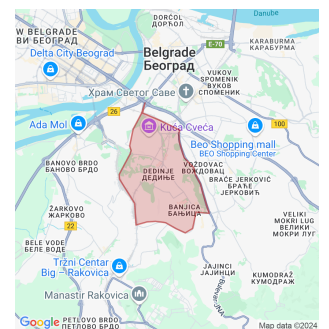 DORĆOL
ДОРЋОЛ
Danube
W BELGRADE
ВИ БЕОГРАД
Delta City Beograd
Belgrade
Београд
E-70
KARABURMA
КАРАБУРМА
VUKOV
SPOMENIK
ВУКОВ
СПОМЕНИК
Храм Светог Саве
26
Ada Mol
Kuća Cveća
100
Beo Shopping mall
BEO Shopping Center
BANOVO BRDO
БАНОВО БРДО
DEDINJE
ДЕДИЊЕ
VOŽDOVAC
ВОЖДОВАЦ
BRAĆE JERKOVIĆ
БРАЋЕ
ЈЕРКОВИЋ
ŽARKOVO
ЖАРКОВО
22
BANJICA
БАЊИЦА
VELIKI
MOKRI LUG
ВЕЛИКИ
МОКРИ ЛУГ
BELE VODE
БЕЛЕ ВОДЕ
Tržni Centar
Big – Rakovica
JAJINCI
ЈАЈИНЦИ
KUMODRAŽ
КУМОДРАЖ
Manastir Rakovica
Google
PETLOVO BRDO
ПЕТЛОВО БРДО
Map data ©2024